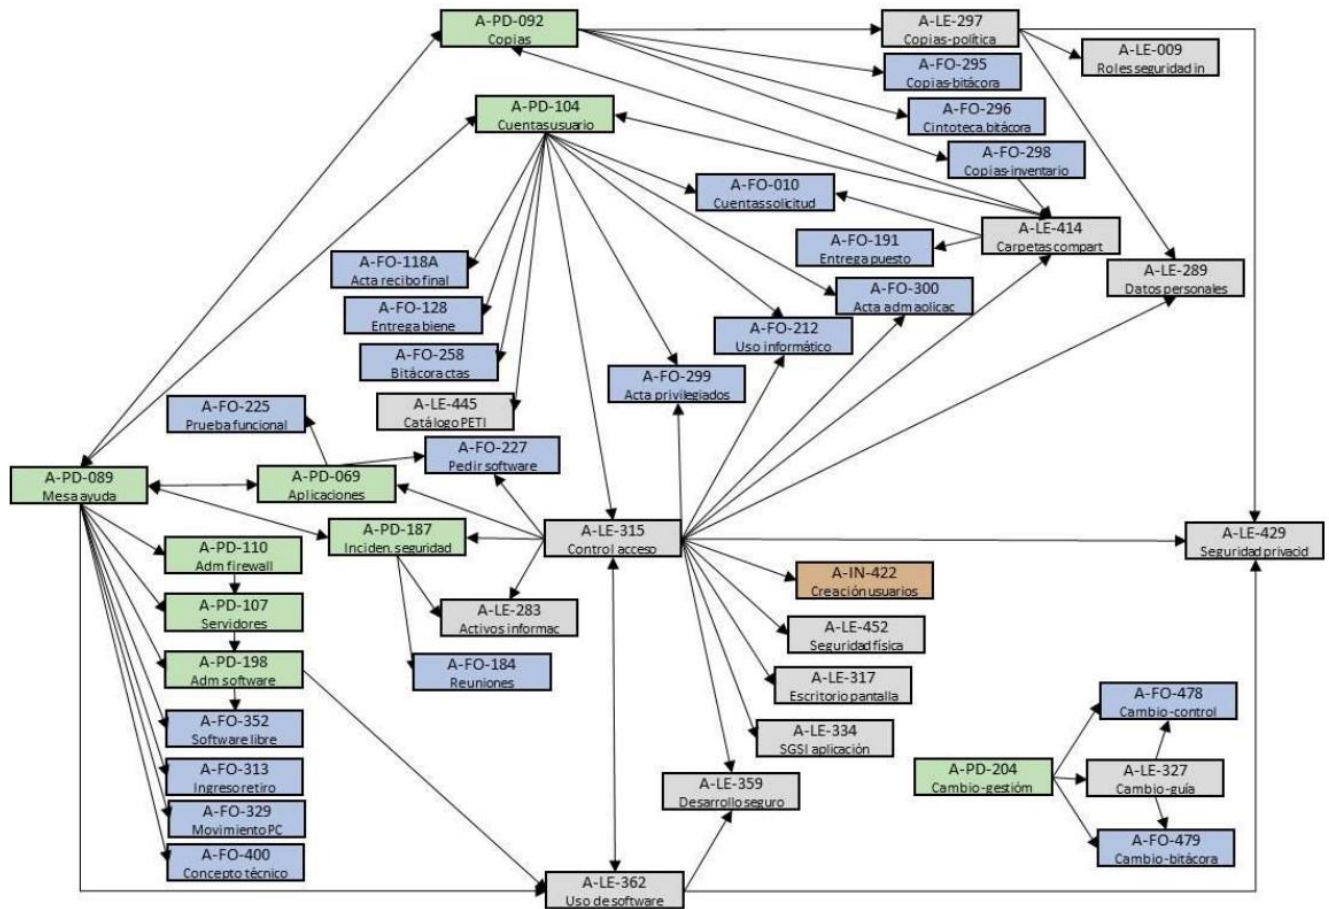 A-PD-092
Copias
A-LE-297
Copias-política
A-LE-009
Roles seguridad in
A-FO-295
Copias-bitácora
A-PD-104
Cuentas usuario
A-FO-296
Cintoteca.bitácora
A-FO-298
Copias-inventario
A-FO-010
Cuentas solicitud
A-LE-414
Carpetas compart
A-FO-191
Entrega puesto
A-FO-118A
Acta recibo final
A-LE-289
Datos personales
A-FO-300
Acta adm aolicac
A-FO-128
Entrega biene
A-FO-212
Uso informático
A-FO-258
Bitácora ctas
A-FO-299
Acta privilegiados
A-LE-445
Catálogo PETI
A-FO-225
Prueba funcional
A-FO-227
Pedir software
A-PD-089
Mesa ayuda
A-PD-069
Aplicaciones
A-PD-187
Inciden. seguridad
A-LE-315
Control acceso
A-LE-429
Seguridad privacid
A-PD-110
Adm firewall
A-IN-422
Creación usuarios
A-PD-107
Servidores
A-LE-283
Activos informac
A-LE-452
Seguridad física
A-PD-198
Adm software
A-FO-184
Reuniones
A-LE-317
Escritorio pantalla
A-FO-352
Software libre
A-LE-334
SGSI aplicación
A-FO-478
Cambio-control
A-FO-313
Ingreso retiro
A-LE-359
Desarrollo seguro
A-PD-204
Cambio-gestióm
A-LE-327
Cambio-guía
A-FO-329
Movimiento PC
A-FO-479
Cambio-bitácora
A-FO-400
Concepto técnico
A-LE-362
Uso de software